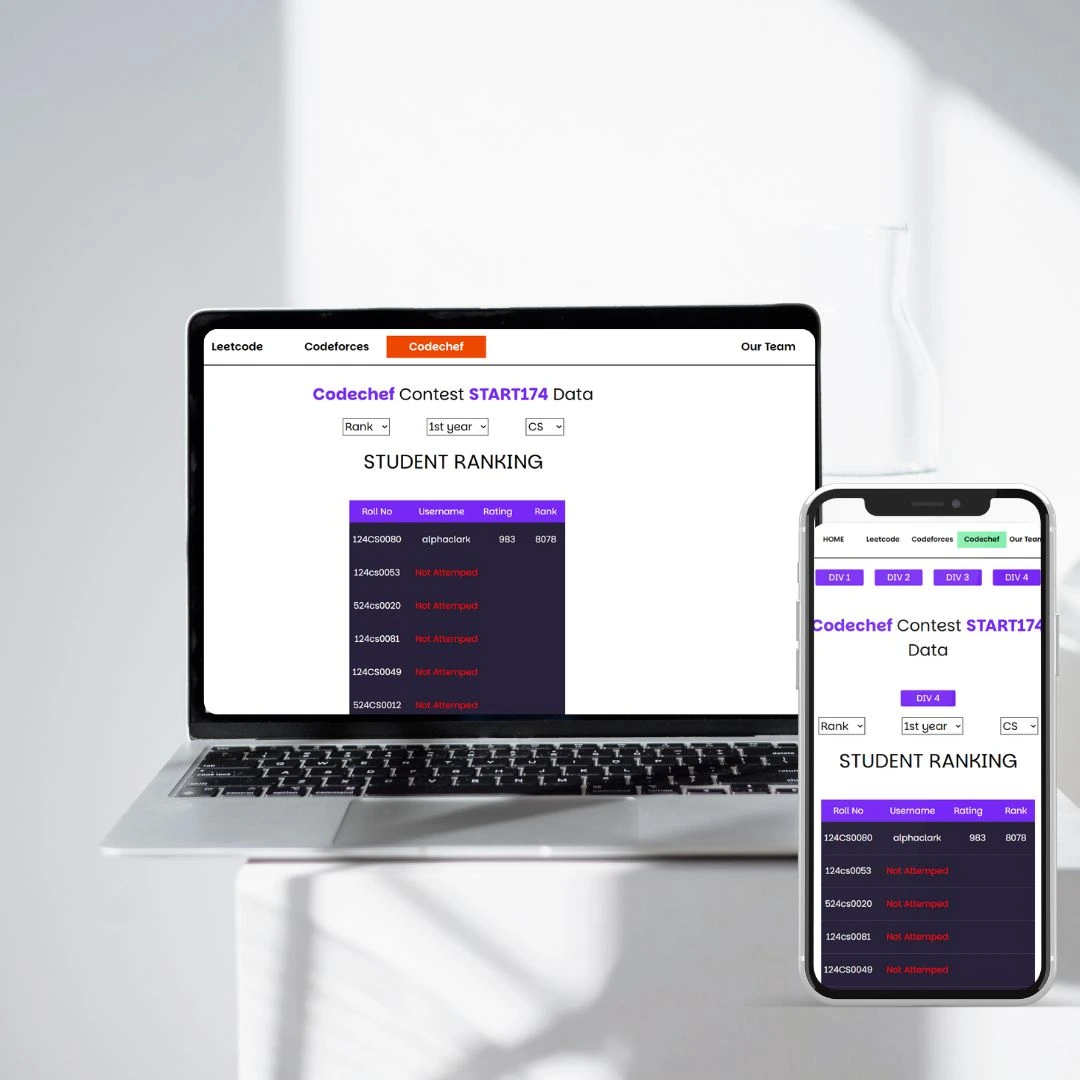 Leetcode Codeforces Codechef Our Team
Codechef Contest START174 Data
Rank 1st year CS
STUDENT RANKING
Roll No Username Rating Rank
124CS0080 alphaclark 983 8078
124cs0053 Not Attemped
524cs0020 Not Attemped
124cs0081 Not Attemped
124CS0049 Not Attemped
524CS0012 Not Attemped
HOME Leetcode Codeforces Codechef Our Team
DIV 1 DIV 2 DIV 3 DIV 4
Codechef Contest START174
Data
DIV 4
Rank 1st year CS
STUDENT RANKING
Roll No Username Rating Rank
124CS0080 alphaclark 983 8078
124cs0053 Not Attemped
524cs0020 Not Attemped
124cs0081 Not Attemped
124CS0049 Not Attemped